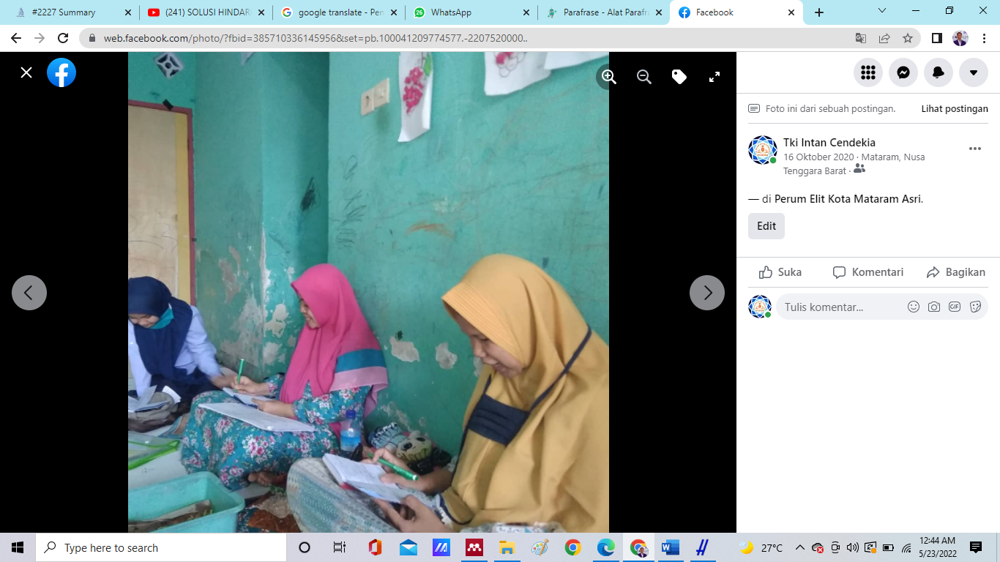 #2227 Summary
(241) SOLUSI HINDAR
google translate - Pen
26
WhatsApp
Parafrase - Alat Parafr
Facebook
web.facebook.com/photo/?fbid=385710336145956&set=pb.100041209774577.-2207520000..
Foto ini dari sebuah postingan.
Lihat postingan
Tki Intan Cendekia
16 Oktober 2020 · Mataram, Nusa
Tenggara Barat ·
— di Perum Elit Kota Mataram Asri.
Edit
Suka
Komentari
Bagikan
Tulis komentar...
GIF
Type here to search
27°C
12:44 AM
5/23/2022